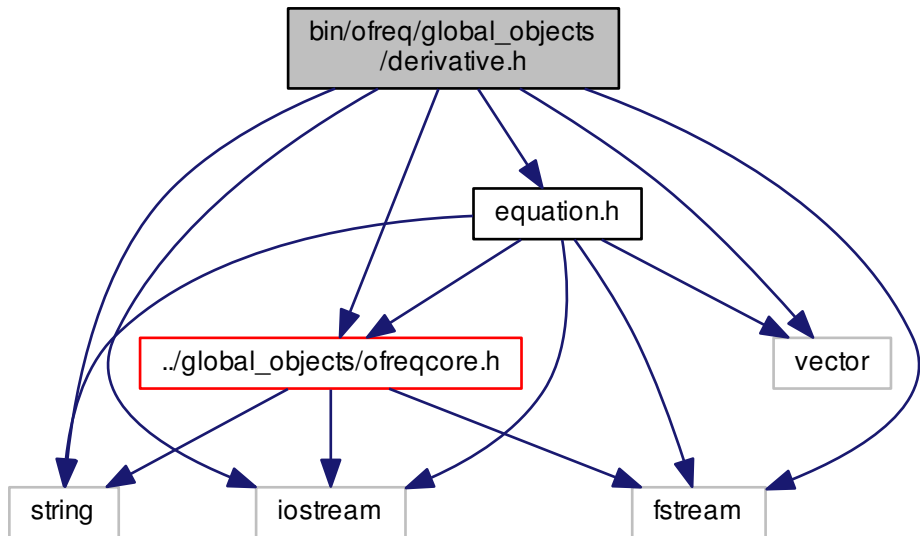 bin/ofreq/global_objects
/derivative.h
equation.h
../global_objects/ofreqcore.h
vector
string
iostream
fstream